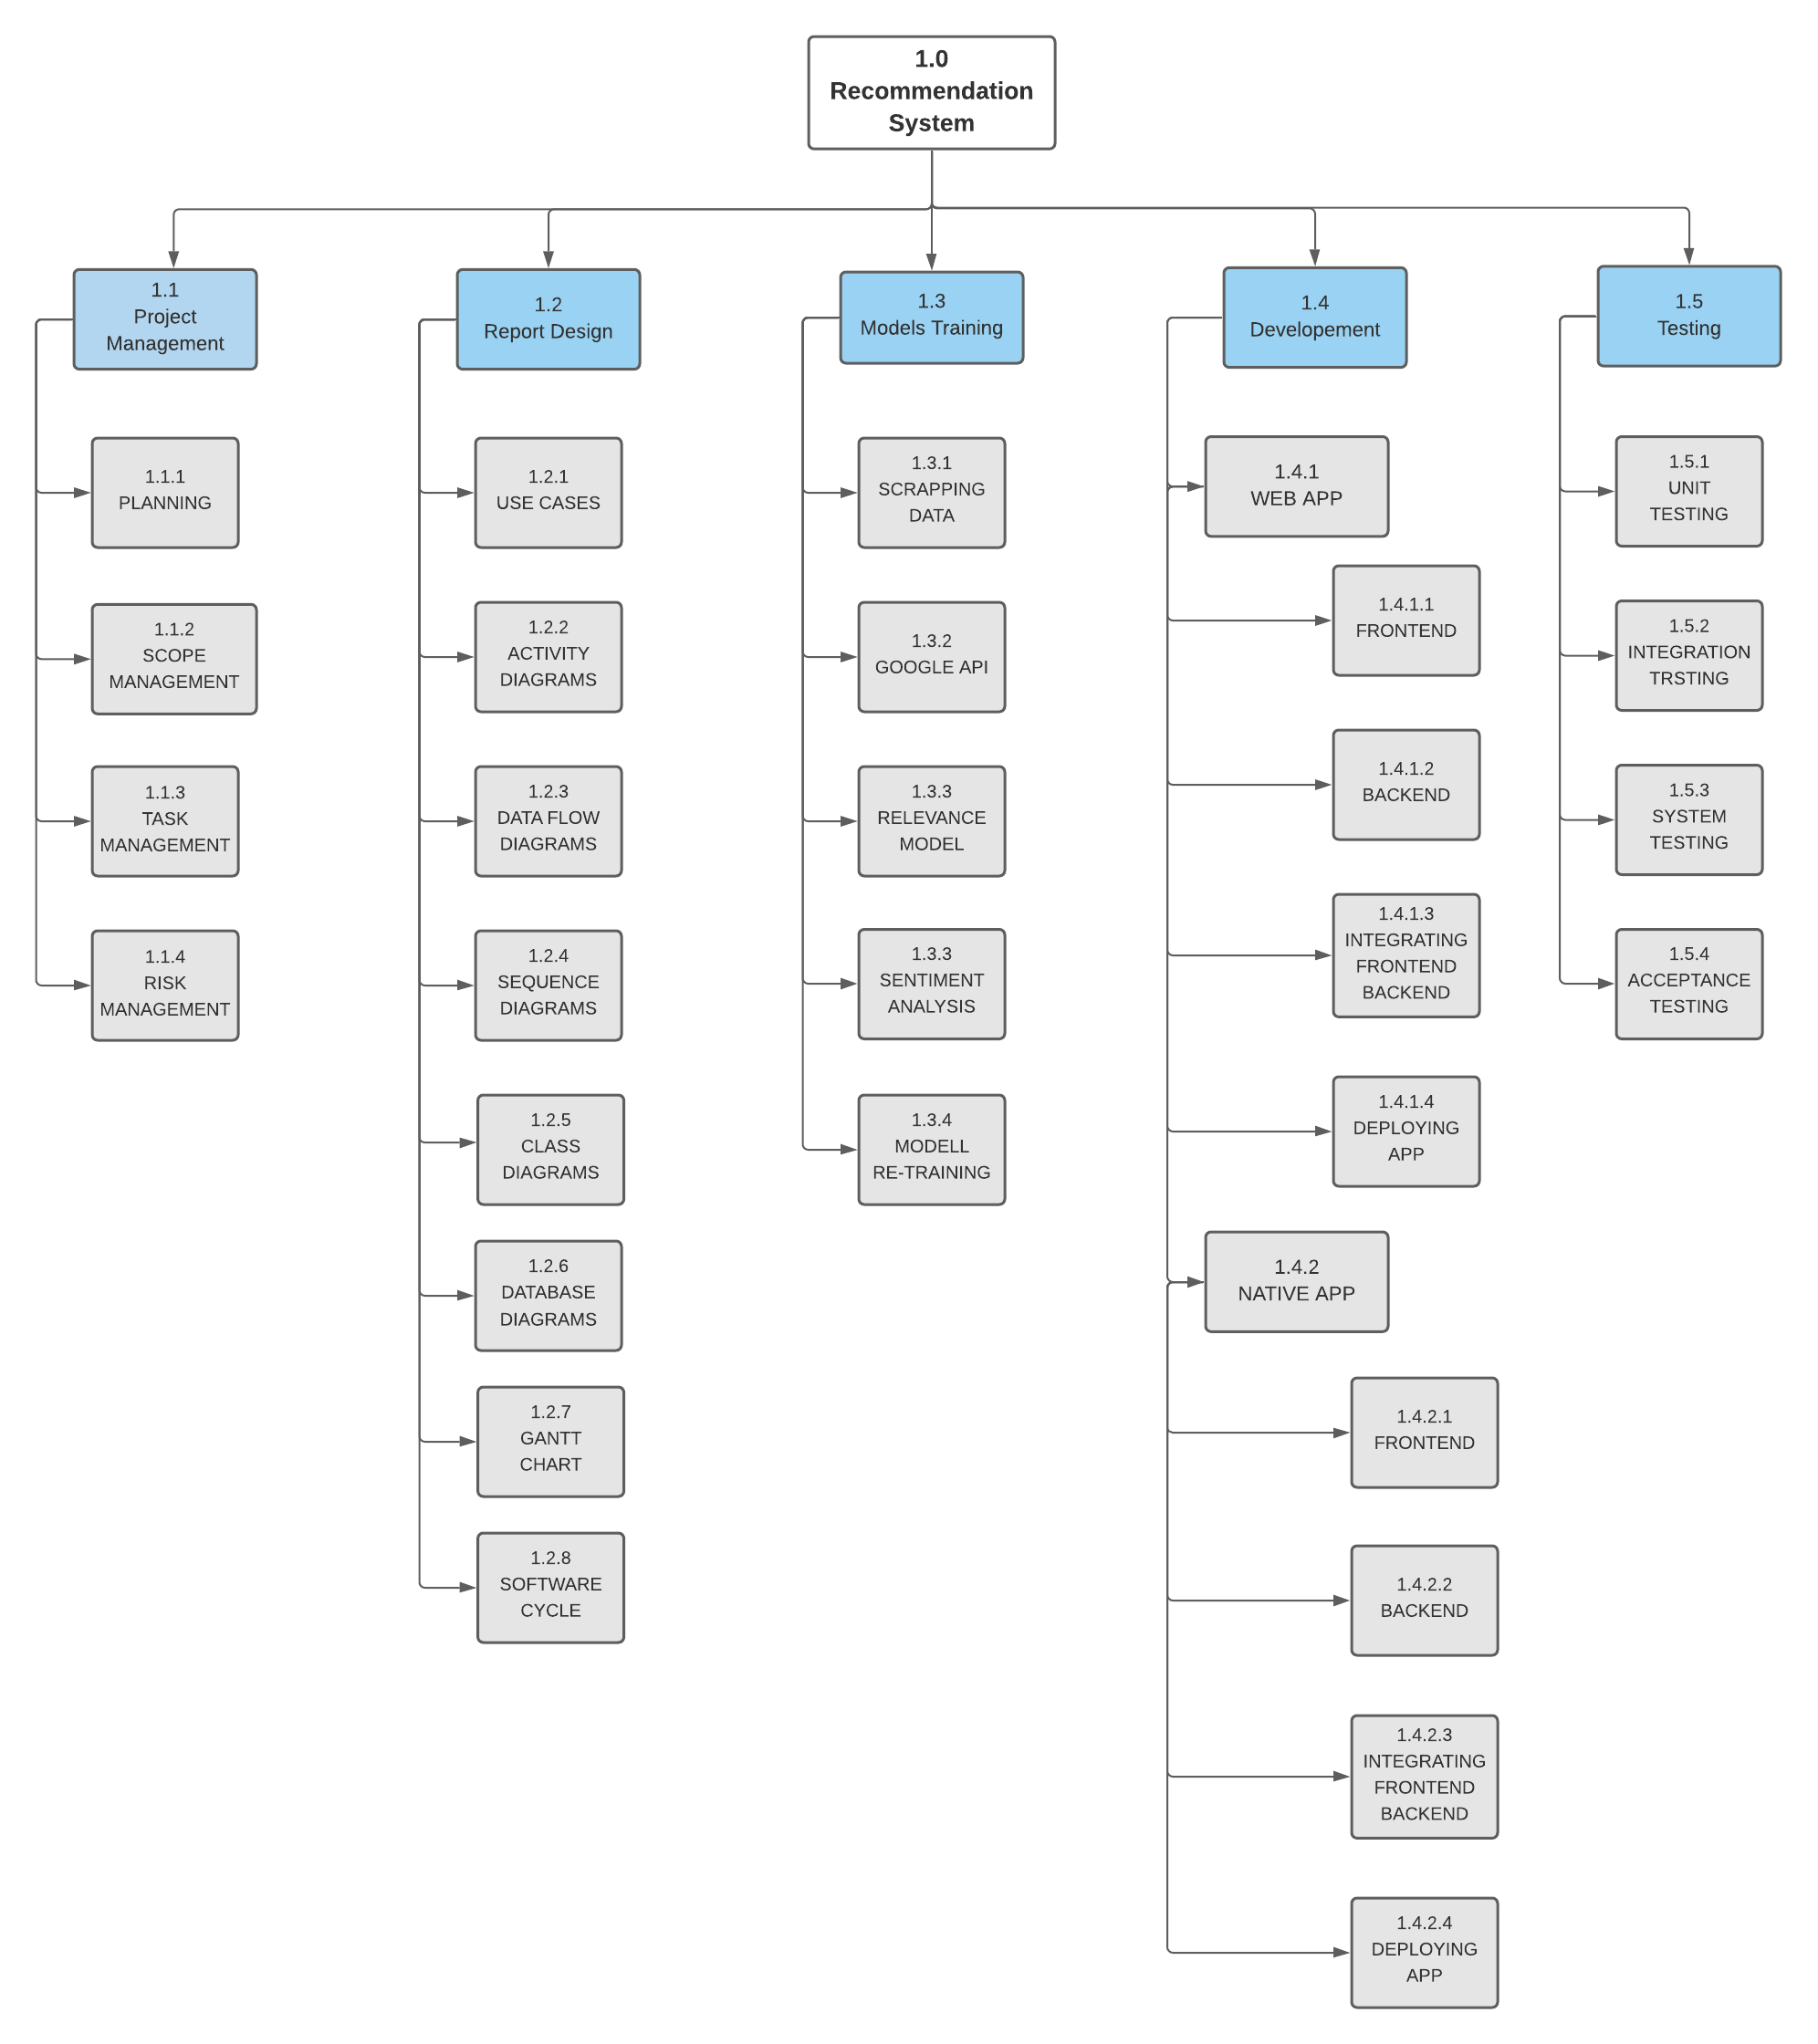 1.0
Recommendation
System
1.1
Project
Management
1.2
Report Design
1.3
Models Training
1.4
Developement
1.5
Testing
1.1.1
PLANNING
1.1.2
SCOPE
MANAGEMENT
1.1.3
TASK
MANAGEMENT
1.1.4
RISK
MANAGEMENT
1.2.1
USE CASES
1.2.2
ACTIVITY
DIAGRAMS
1.2.3
DATA FLOW
DIAGRAMS
1.2.4
SEQUENCE
DIAGRAMS
1.2.5
CLASS
DIAGRAMS
1.2.6
DATABASE
DIAGRAMS
1.2.7
GANTT
CHART
1.2.8
SOFTWARE
CYCLE
1.3.1
SCRAPPING
DATA
1.3.2
GOOGLE API
1.3.3
RELEVANCE
MODEL
1.3.3
SENTIMENT
ANALYSIS
1.3.4
MODELL
RE-TRAINING
1.4.1
WEB APP
1.4.1.1
FRONTEND
1.4.1.2
BACKEND
1.4.1.3
INTEGRATING
FRONTEND
BACKEND
1.4.1.4
DEPLOYING
APP
1.4.2
NATIVE APP
1.4.2.1
FRONTEND
1.4.2.2
BACKEND
1.4.2.3
INTEGRATING
FRONTEND
BACKEND
1.4.2.4
DEPLOYING
APP
1.5.1
UNIT
TESTING
1.5.2
INTEGRATION
TRSTING
1.5.3
SYSTEM
TESTING
1.5.4
ACCEPTANCE
TESTING